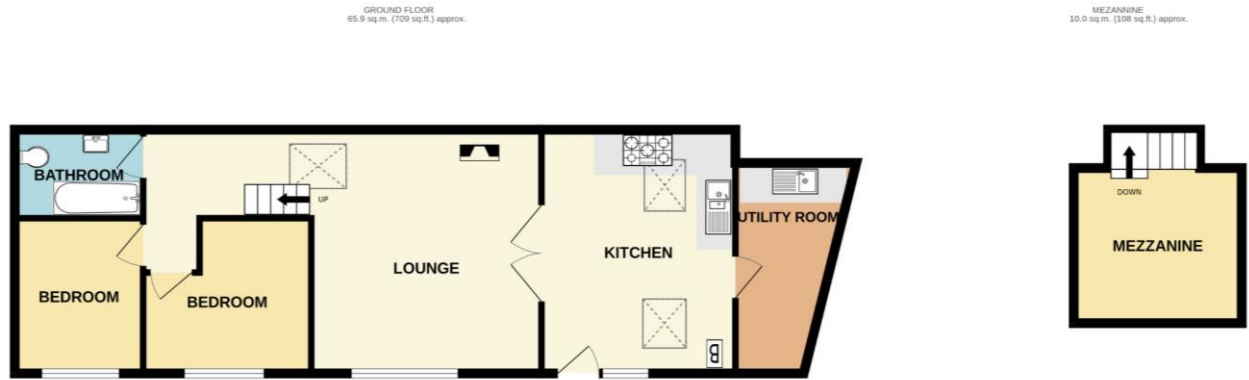 GROUND FLOOR
65.9 sq.m. (709 sq.ft.) approx.
MEZANNINE
10.0 sq.m. (108 sq.ft.) approx.
BATHROOM
UP
BEDROOM
BEDROOM
LOUNGE
KITCHEN
UTILITY ROOM
B
DOWN
MEZZANINE